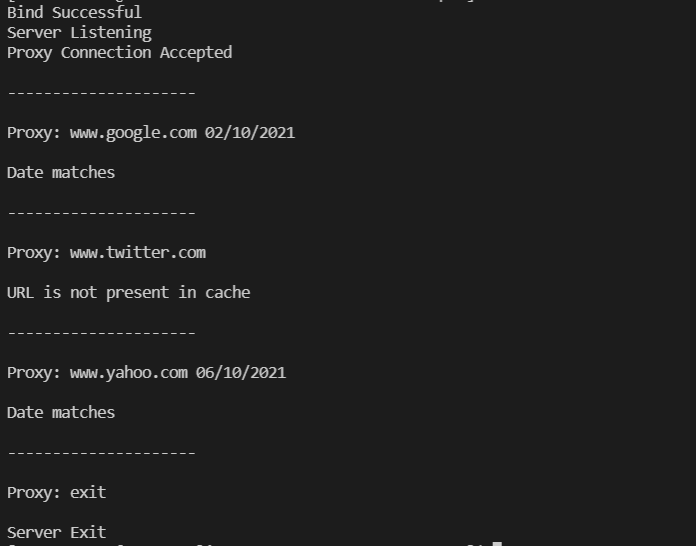 Bind Successful
Server Listening
Proxy Connection Accepted
---------------------
Proxy: www.google.com 02/10/2021
Date matches
---------------------
Proxy: www.twitter.com
URL is not present in cache
---------------------
Proxy: www.yahoo.com 06/10/2021
Date matches
---------------------
Proxy: exit
Server Exit